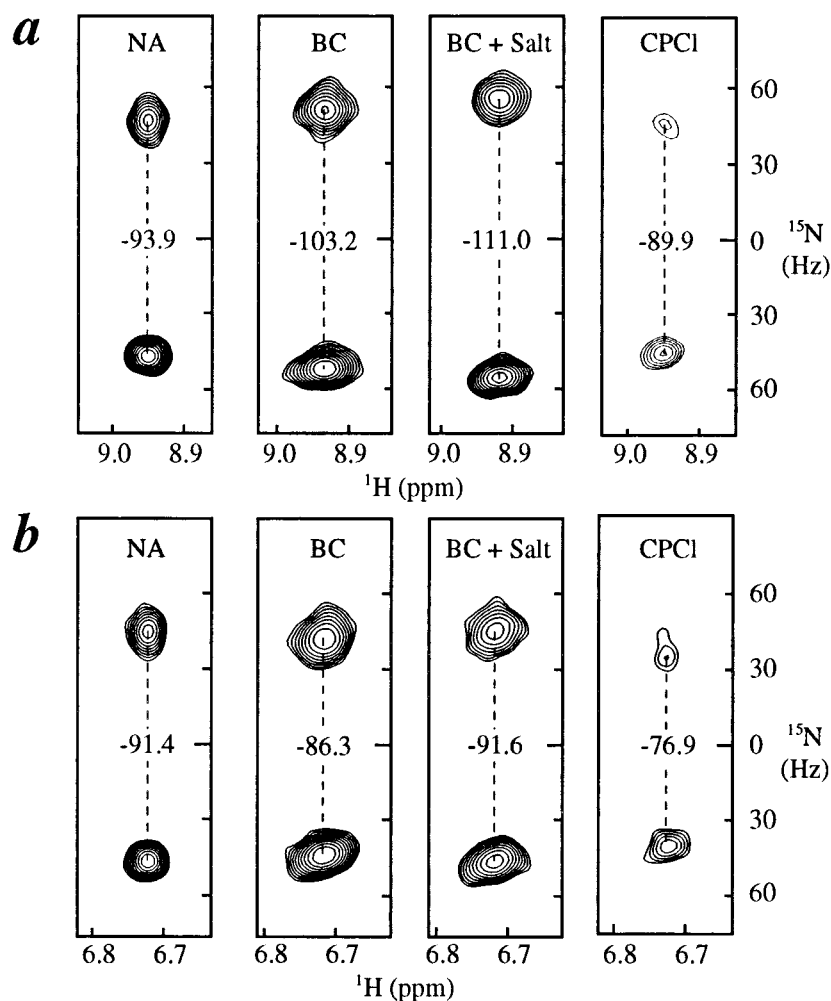 a
NA BC BC + Salt CPCl
60
30
-93.9 -103.2 -111.0 -89.9 0 ¹⁵N
(Hz)
30
60
9.0 8.9 9.0 8.9 9.0 8.9 9.0 8.9
¹H (ppm)
b
NA BC BC + Salt CPCl
60
30
-91.4 -86.3 -91.6 -76.9 0 ¹⁵N
(Hz)
30
60
6.8 6.7 6.8 6.7 6.8 6.7 6.8 6.7
¹H (ppm)